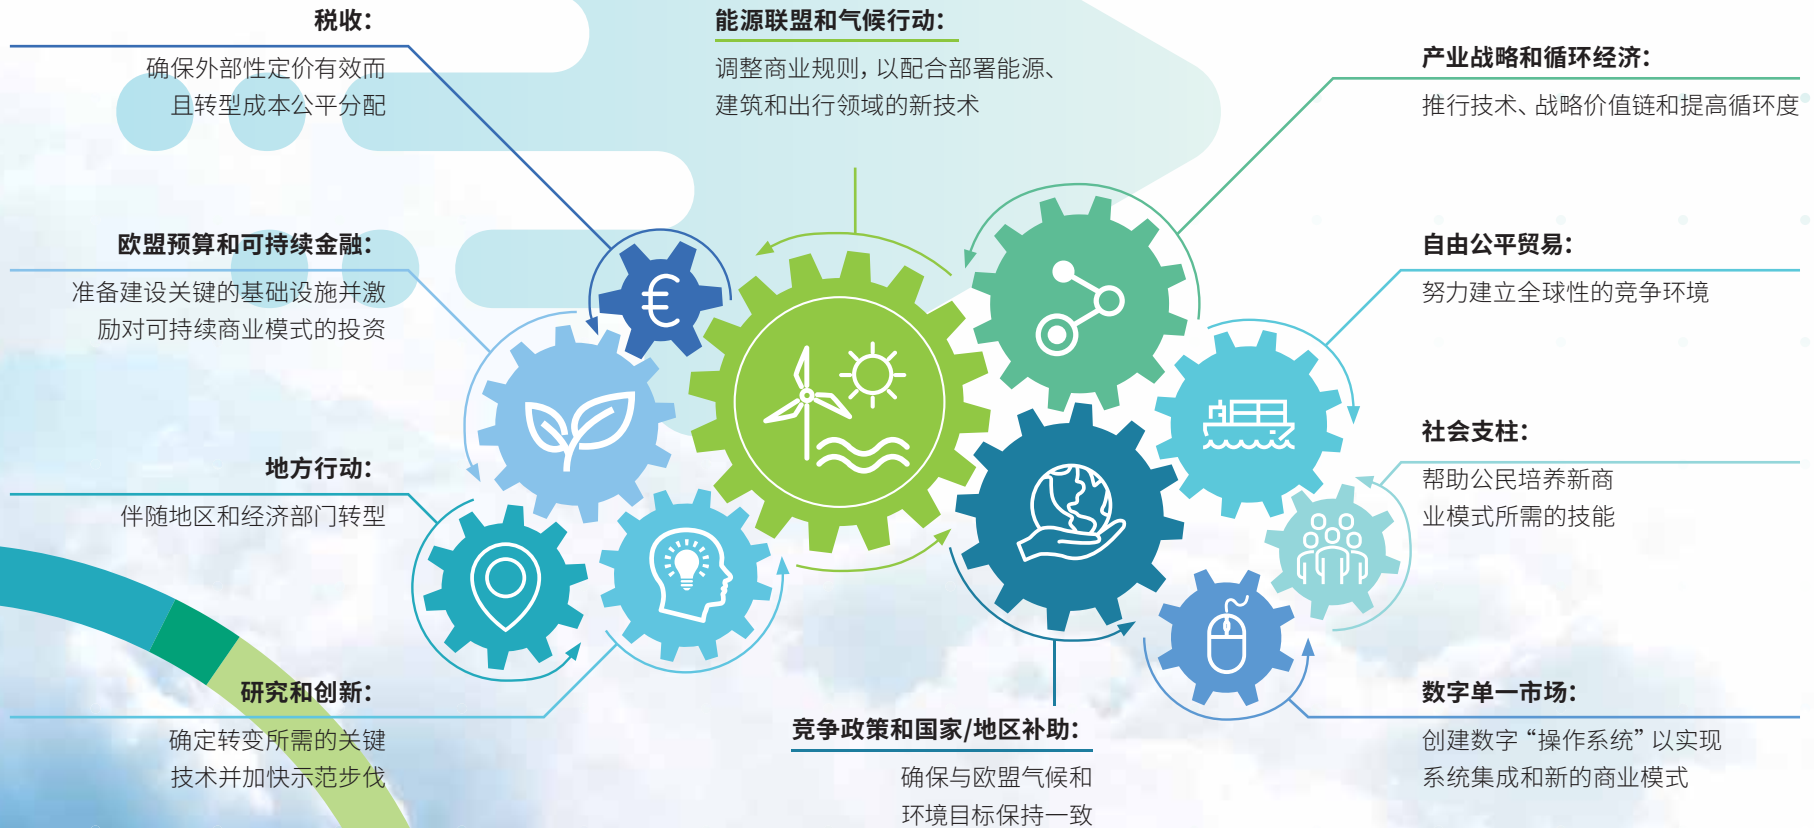 税收：
确保外部性定价有效而
且转型成本公平分配
欧盟预算和可持续金融：
准备建设关键的基础设施并激
励对可持续商业模式的投资
地方行动：
伴随地区和经济部门转型
研究和创新：
确定转变所需的关键
技术并加快示范步伐
能源联盟和气候行动：
调整商业规则，以配合部署能源、
建筑和出行领域的新技术
€
竞争政策和国家/地区补助：
确保与欧盟气候和
环境目标保持一致
产业战略和循环经济：
推行技术、战略价值链和提高循环度
自由公平贸易：
努力建立全球性的竞争环境
社会支柱：
帮助公民培养新商
业模式所需的技能
数字单一市场：
创建数字“操作系统”以实现
系统集成和新的商业模式